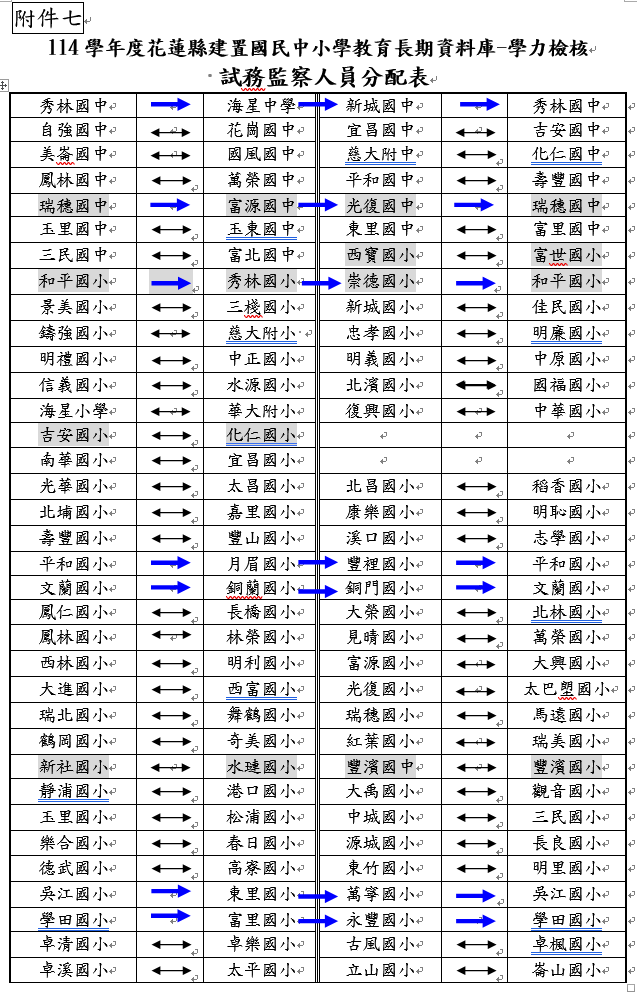 附件七
114學年度花蓮縣建置國民中小學教育長期資料庫-學力檢核
試務監察人員分配表
秀林國中 海星中學 新城國中 秀林國中
自強國中 花崗國中 宜昌國中 吉安國中
美崙國中 國風國中 慈大附中 化仁國中
鳳林國中 萬榮國中 平和國中 壽豐國中
瑞穗國中 富源國中 光復國中 瑞穗國中
玉里國中 玉東國中 東里國中 富里國中
三民國中 富北國中 西寶國小 富世國小
和平國小 秀林國小 崇德國小 和平國小
景美國小 三棧國小 新城國小 佳民國小
鑄強國小 慈大附小 忠孝國小 明廉國小
明禮國小 中正國小 明義國小 中原國小
信義國小 水源國小 北濱國小 國福國小
海星小學 華大附小 復興國小 中華國小
吉安國小 化仁國小
南華國小 宜昌國小
光華國小 太昌國小 北昌國小 稻香國小
北埔國小 嘉里國小 康樂國小 明恥國小
壽豐國小 豐山國小 溪口國小 志學國小
平和國小 月眉國小 豐裡國小 平和國小
文蘭國小 銅蘭國小 銅門國小 文蘭國小
鳳仁國小 長橋國小 大榮國小 北林國小
鳳林國小 林榮國小 見晴國小 萬榮國小
西林國小 明利國小 富源國小 大興國小
大進國小 西富國小 光復國小 太巴塱國小
瑞北國小 舞鶴國小 瑞穗國小 馬遠國小
鶴岡國小 奇美國小 紅葉國小 瑞美國小
新社國小 水璉國小 豐濱國中 豐濱國小
靜浦國小 港口國小 大禹國小 觀音國小
玉里國小 松浦國小 中城國小 三民國小
樂合國小 春日國小 源城國小 長良國小
德武國小 高寮國小 東竹國小 明里國小
吳江國小 東里國小 萬寧國小 吳江國小
學田國小 富里國小 永豐國小 學田國小
卓清國小 卓樂國小 古風國小 卓楓國小
卓溪國小 太平國小 立山國小 崙山國小